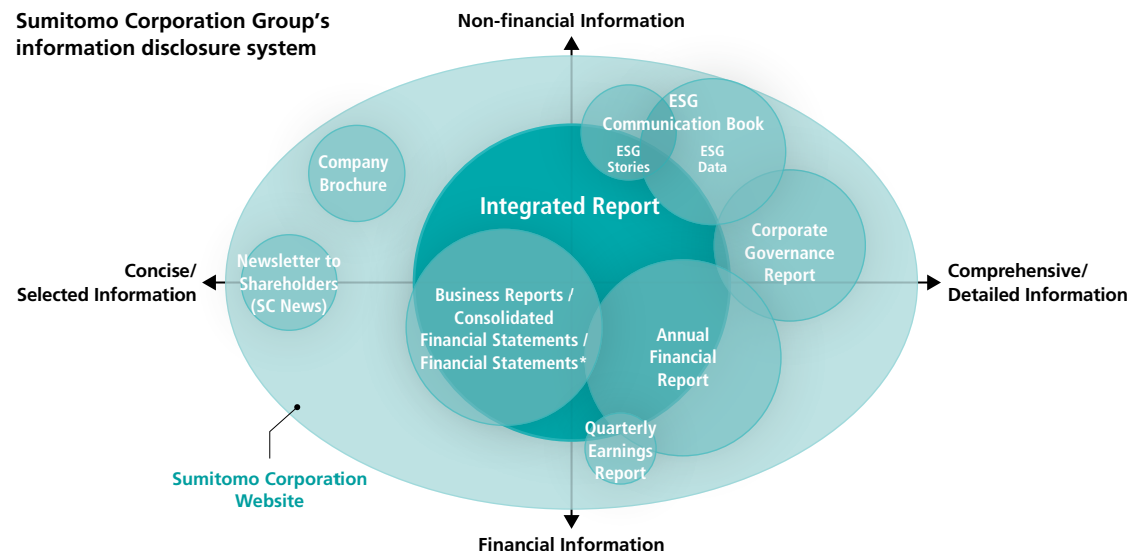 Sumitomo Corporation Group's
information disclosure system
Non-financial Information
ESG
Communication Book
ESG
Stories
ESG
Data
Company
Brochure
Integrated Report
Corporate
Governance
Report
Newsletter to
Shareholders
(SC News)
Concise/
Selected Information
Comprehensive/
Detailed Information
Business Reports /
Consolidated
Financial Statements /
Financial Statements*
Annual
Financial
Report
Quarterly
Earnings
Report
Sumitomo Corporation
Website
Financial Information